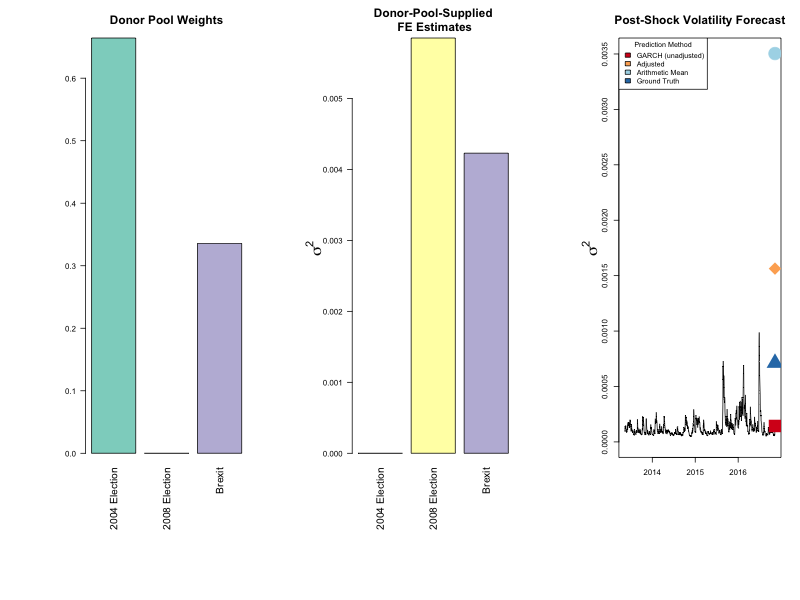 Donor Pool Weights
0.6
0.5
0.4
0.3
0.2
0.1
0.0
2004 Election
2008 Election
Brexit
Donor-Pool-Supplied
FE Estimates
σ2
0.005
0.004
0.003
0.002
0.001
0.000
2004 Election
2008 Election
Brexit
Post-Shock Volatility Forecast
σ2
0.0035
0.0030
0.0025
0.0020
0.0015
0.0010
0.0005
0.0000
Prediction Method
GARCH (unadjusted)
Adjusted
Arithmetic Mean
Ground Truth
2014 2015 2016